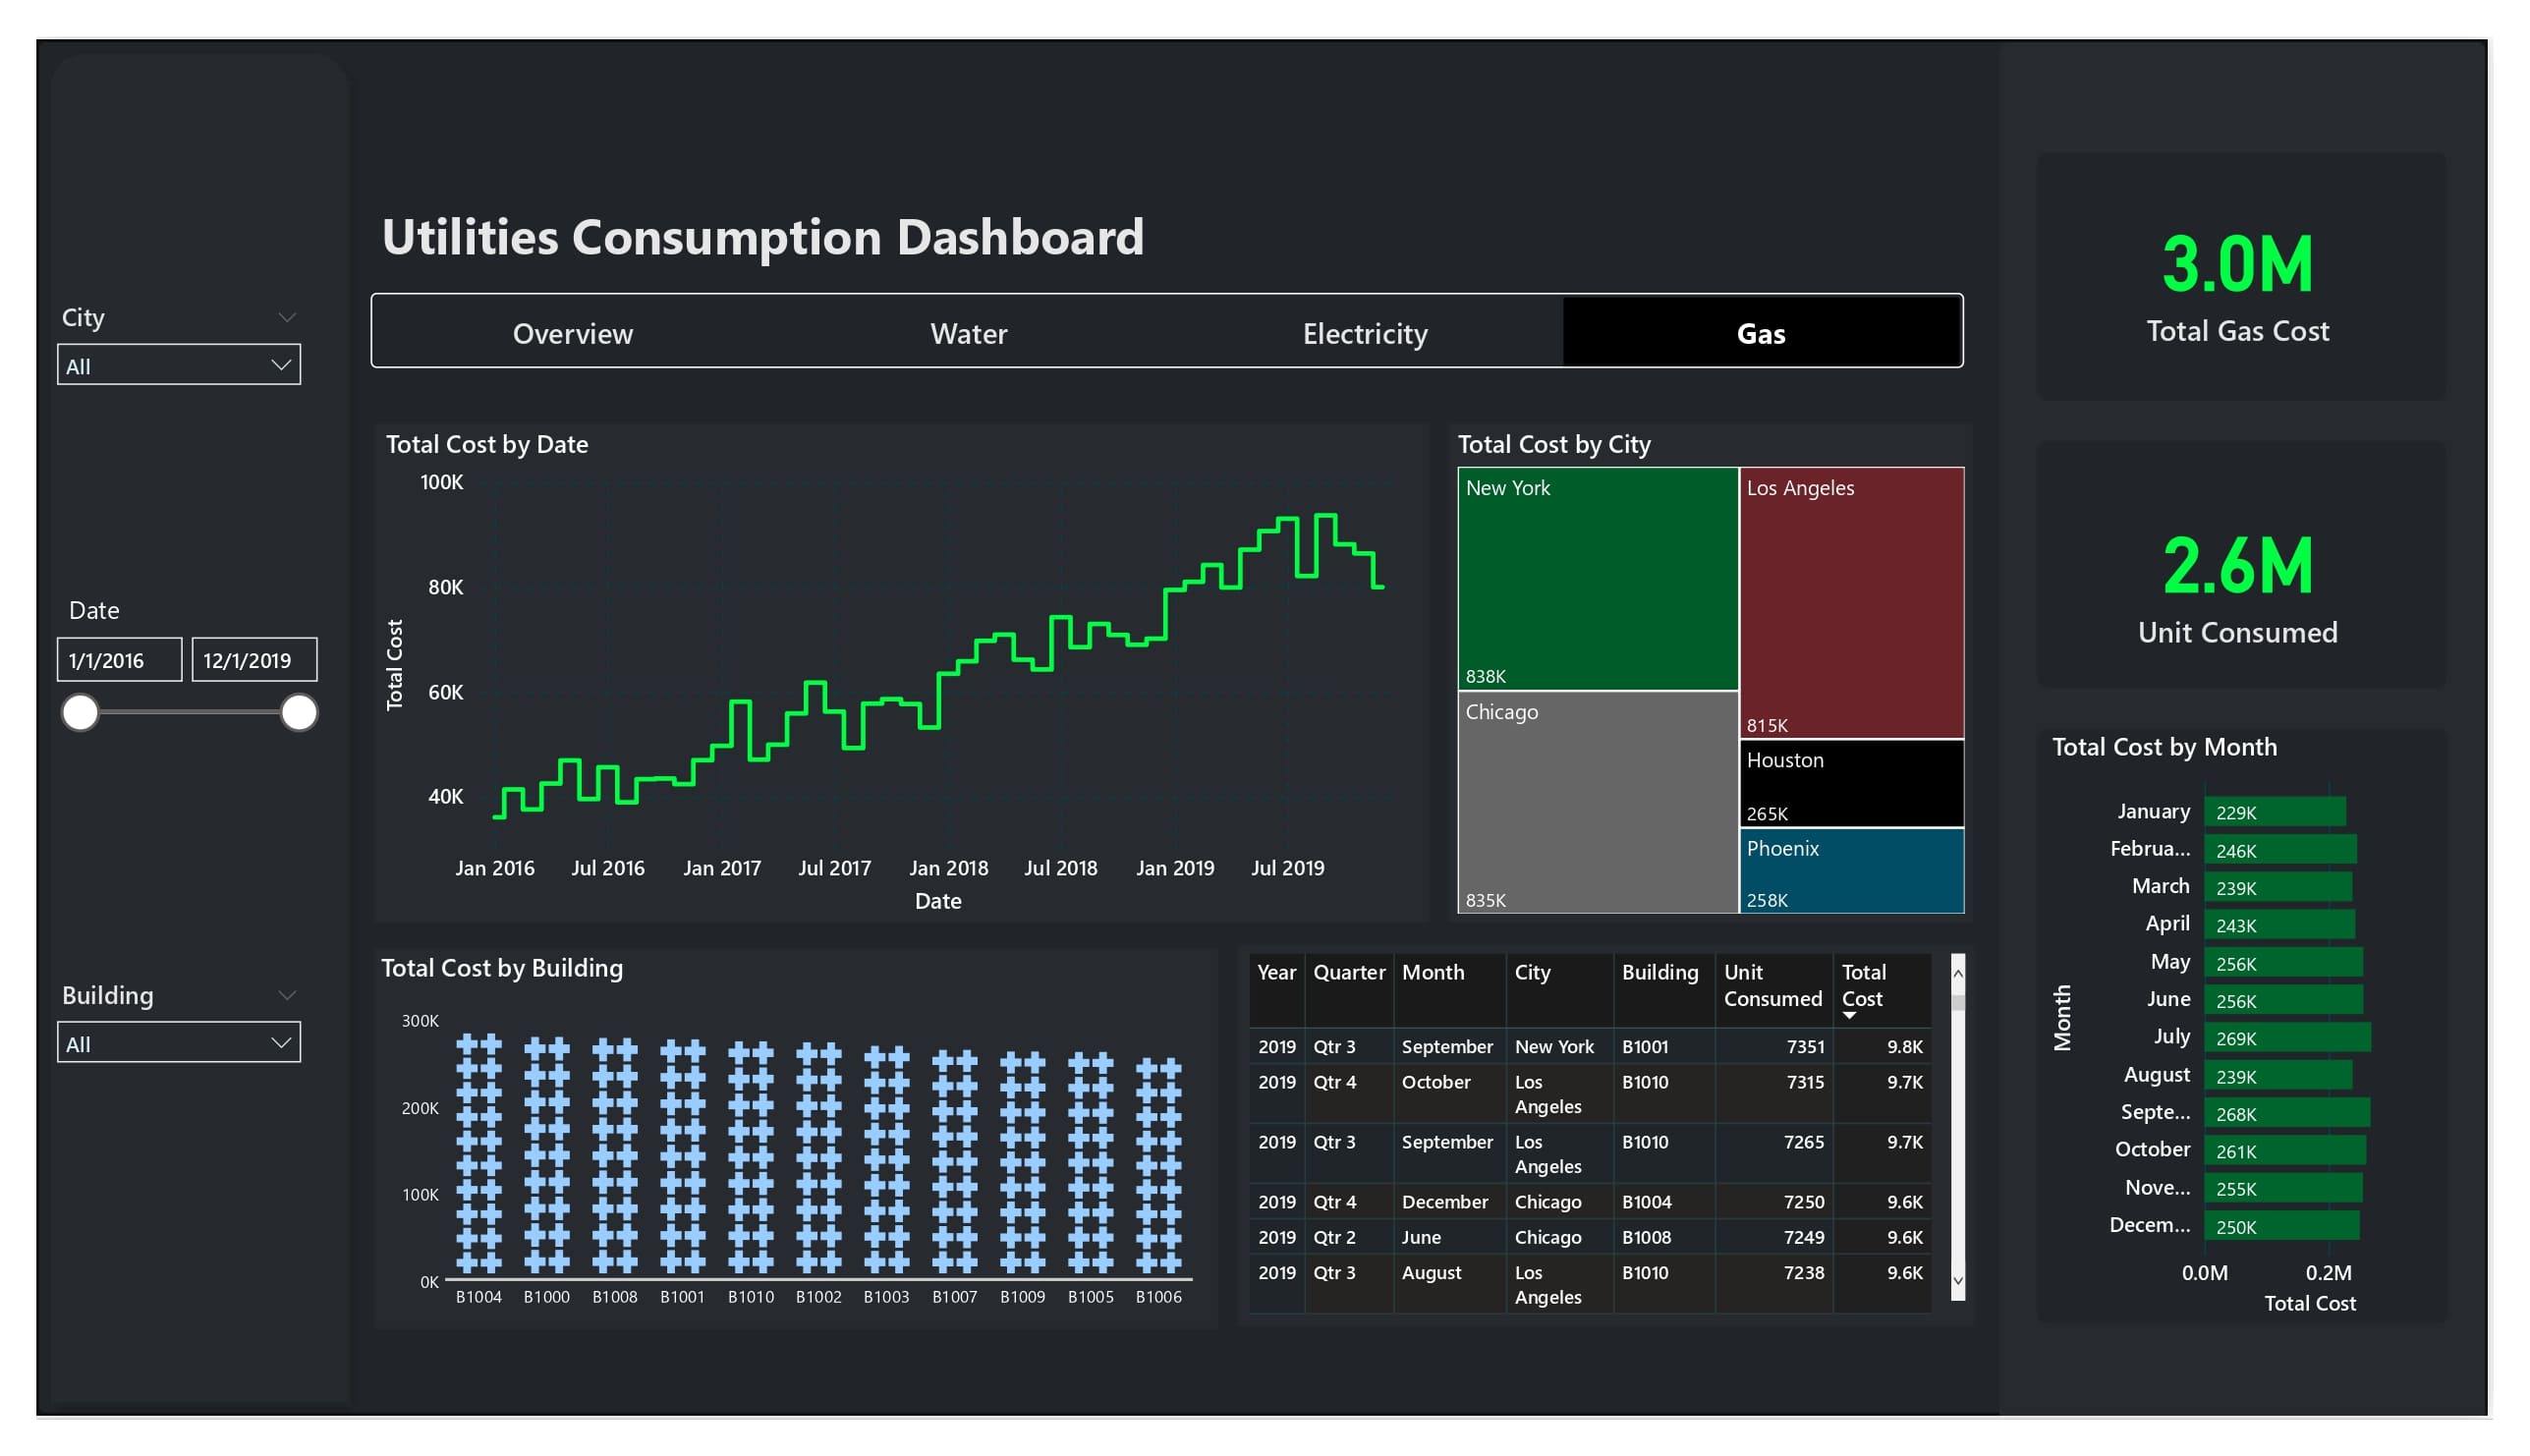 Utilities Consumption Dashboard
Overview Water Electricity Gas
City
All
Date
1/1/2016 12/1/2019
Building
All
Total Cost by Date
100K
80K
60K
40K
Total Cost
Jan 2016 Jul 2016 Jan 2017 Jul 2017 Jan 2018 Jul 2018 Jan 2019 Jul 2019
Date
Total Cost by City
New York
838K
Chicago
835K
Los Angeles
815K
Houston
265K
Phoenix
258K
Total Cost by Building
300K
200K
100K
0K
B1004 B1000 B1008 B1001 B1010 B1002 B1003 B1007 B1009 B1005 B1006
Year Quarter Month City Building Unit Consumed Total Cost
2019 Qtr 3 September New York B1001 7351 9.8K
2019 Qtr 4 October Los Angeles B1010 7315 9.7K
2019 Qtr 3 September Los Angeles B1010 7265 9.7K
2019 Qtr 4 December Chicago B1004 7250 9.6K
2019 Qtr 2 June Chicago B1008 7249 9.6K
2019 Qtr 3 August Los Angeles B1010 7238 9.6K
3.0M
Total Gas Cost
2.6M
Unit Consumed
Total Cost by Month
Month
January 229K
Februa... 246K
March 239K
April 243K
May 256K
June 256K
July 269K
August 239K
Septe... 268K
October 261K
Nove... 255K
Decem... 250K
0.0M 0.2M
Total Cost